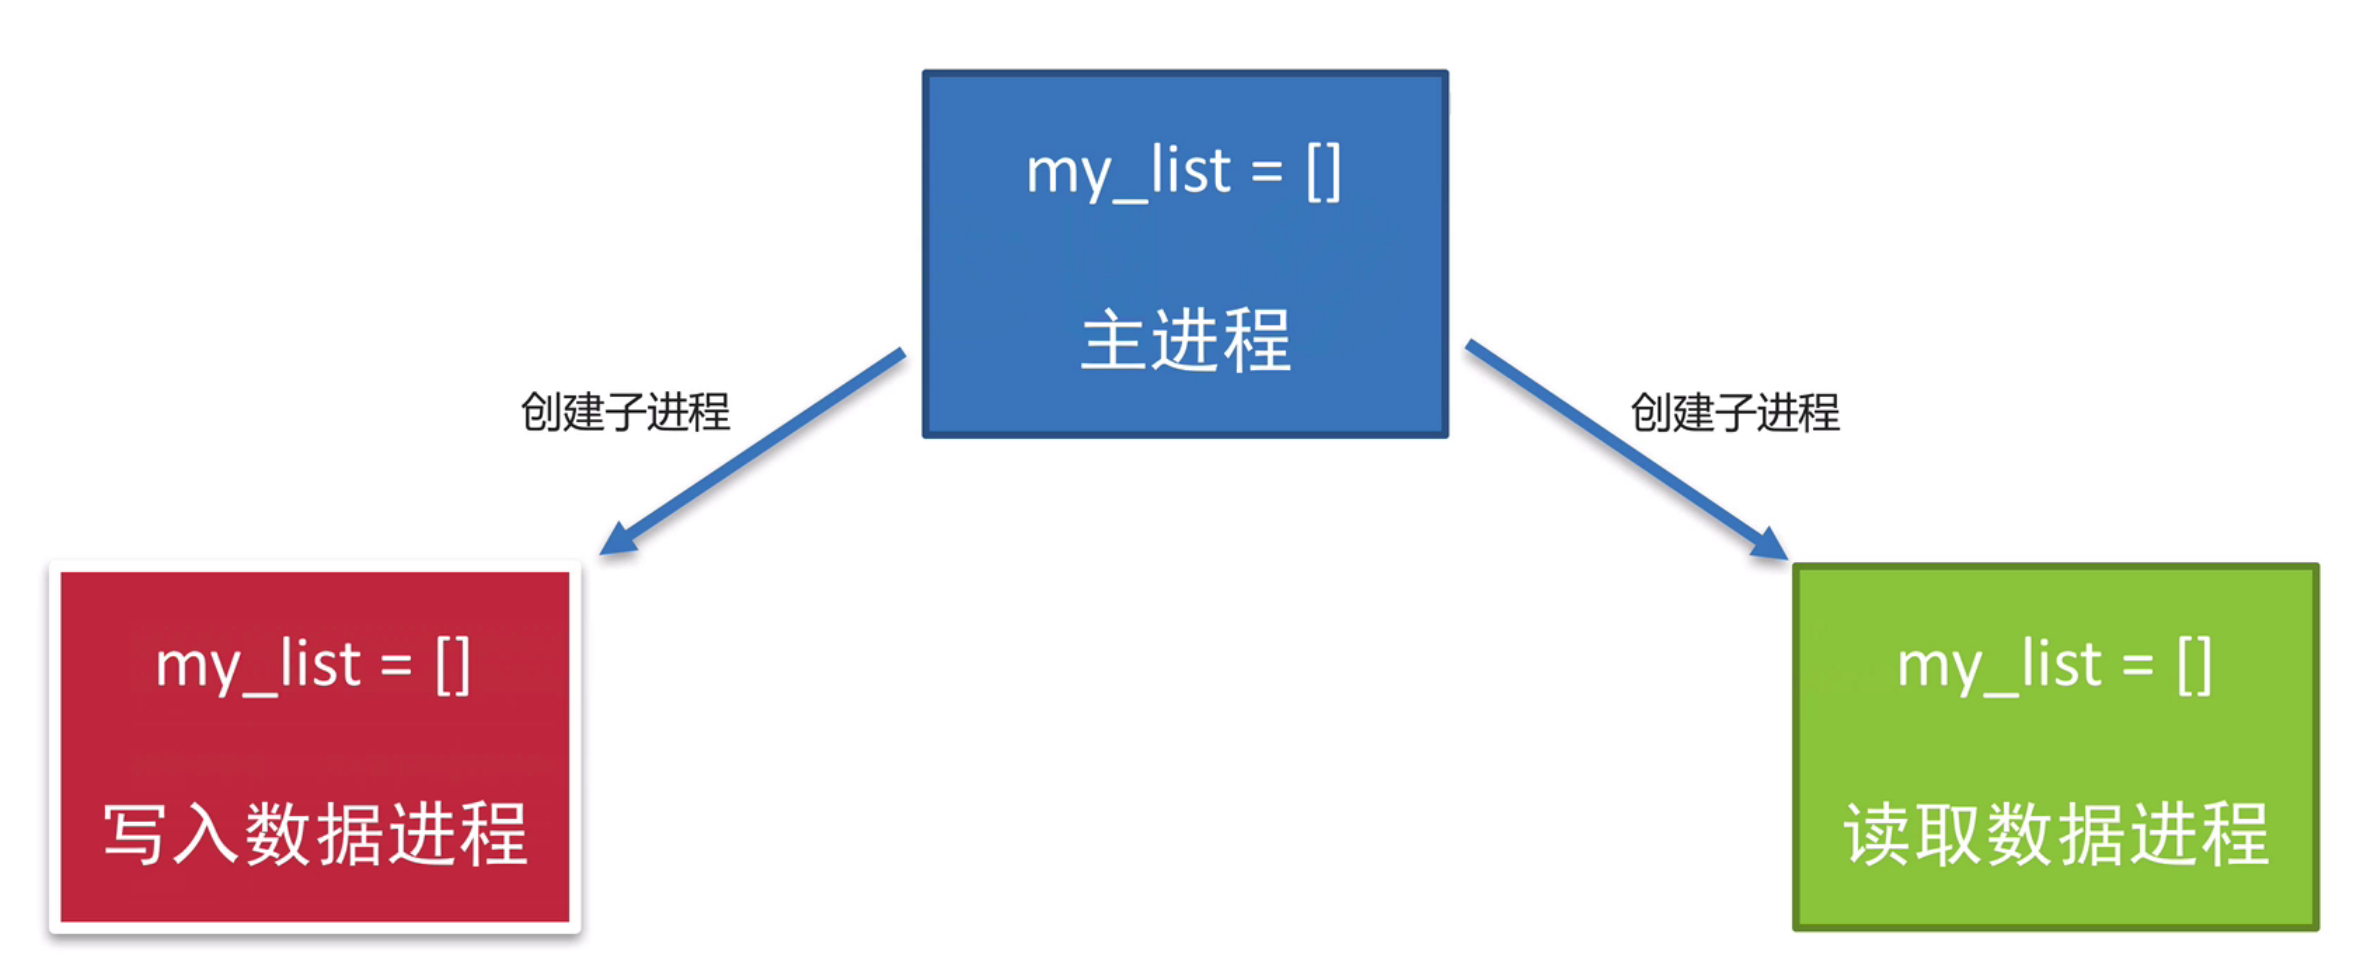 my_list = []
主进程
创建子进程
创建子进程
my_list = []
写入数据进程
my_list = []
读取数据进程